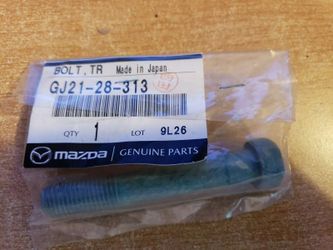 BOLT,TR Made in Japan
GJ21-28-313
QTY 1 LOT 9L26
mazda GENUINE PARTS